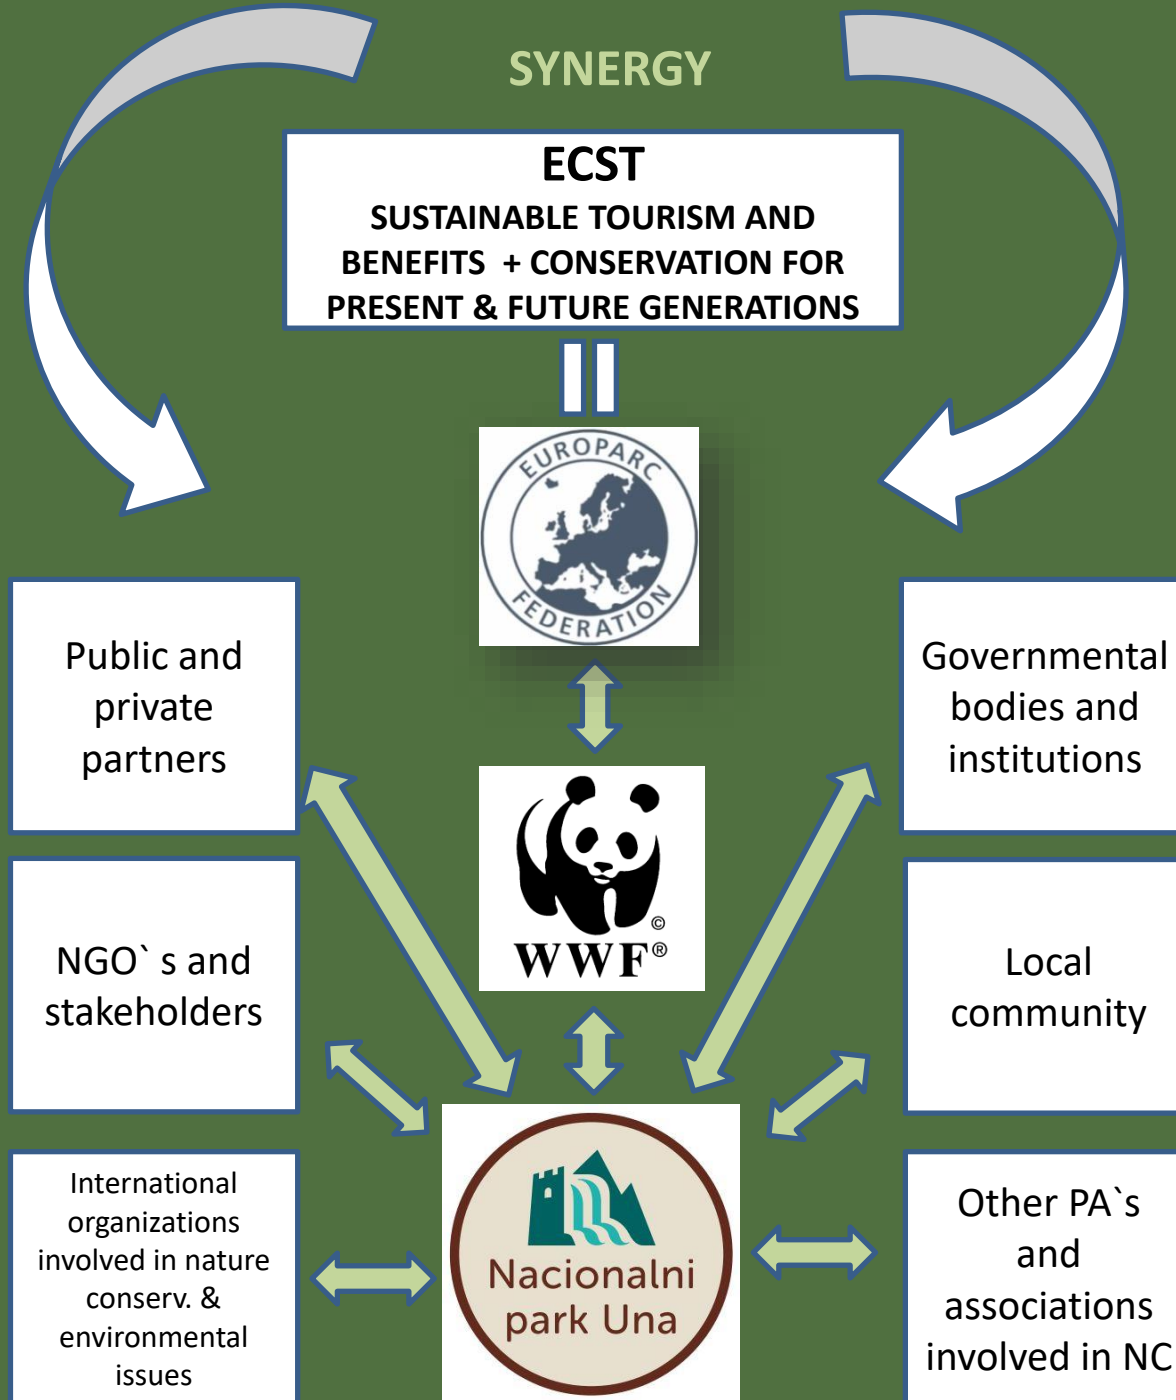 SYNERGY
ECST
SUSTAINABLE TOURISM AND
BENEFITS + CONSERVATION FOR
PRESENT & FUTURE GENERATIONS
EUROPARC
FEDERATION
Public and
private
partners
Governmental
bodies and
institutions
©
WWF®
NGO` s and
stakeholders
Local
community
International
organizations
involved in nature
conserv. &
environmental
issues
Nacionalni
park Una
Other PA`s
and
associations
involved in NC